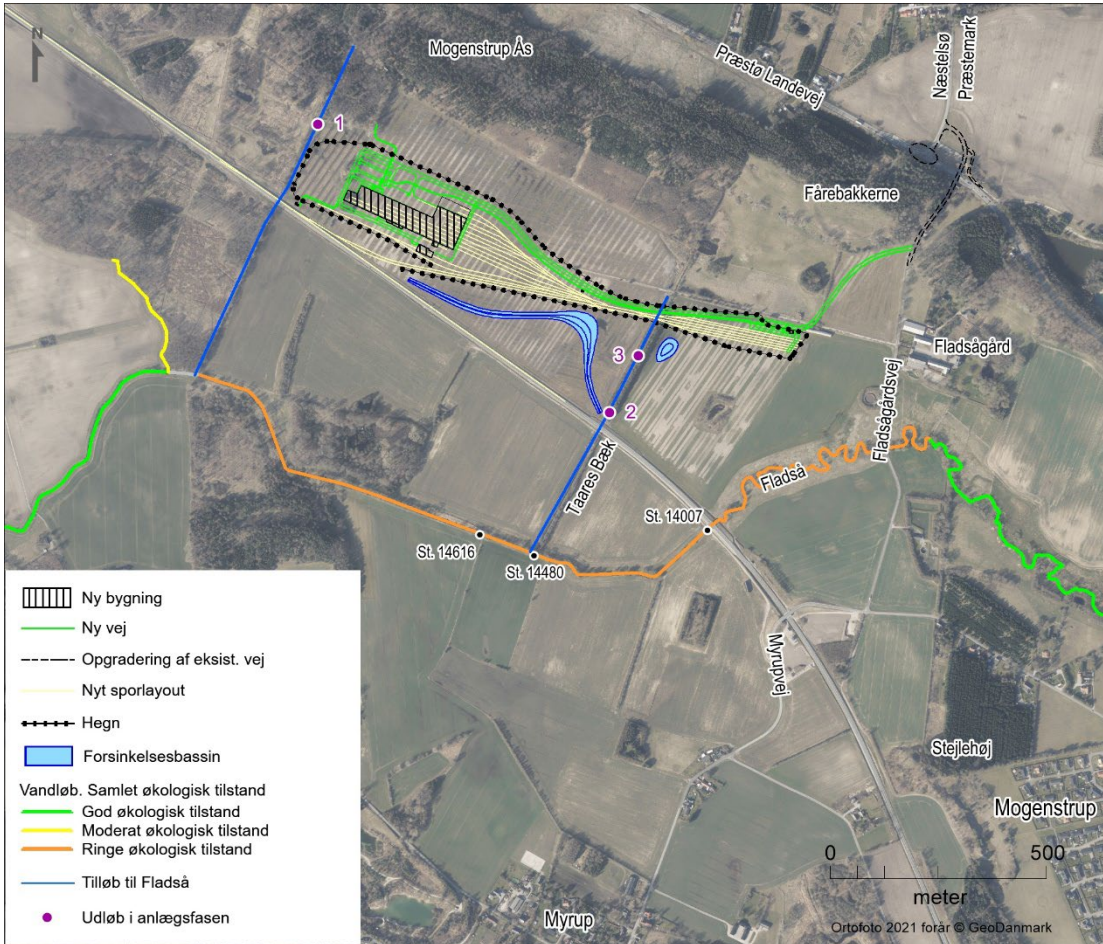 N
Mogenstrup Ås
Præstø Landevej
Næstelsø
Præstemark
1
Fårebakkerne
Fladsågård
3
2
Fladsågårdsvej
Taares Bæk
Fladså
St. 14007
St. 14616
St. 14480
Myrupvej
Stejlehøj
Mogenstrup
Myrup
Ny bygning
Ny vej
Opgradering af eksist. vej
Nyt sporlayout
Hegn
Forsinkelsesbassin
Vandløb. Samlet økologisk tilstand
God økologisk tilstand
Moderat økologisk tilstand
Ringe økologisk tilstand
Tilløb til Fladså
Udløb i anlægsfasen
0 500
meter
Ortofoto 2021 forår © GeoDanmark